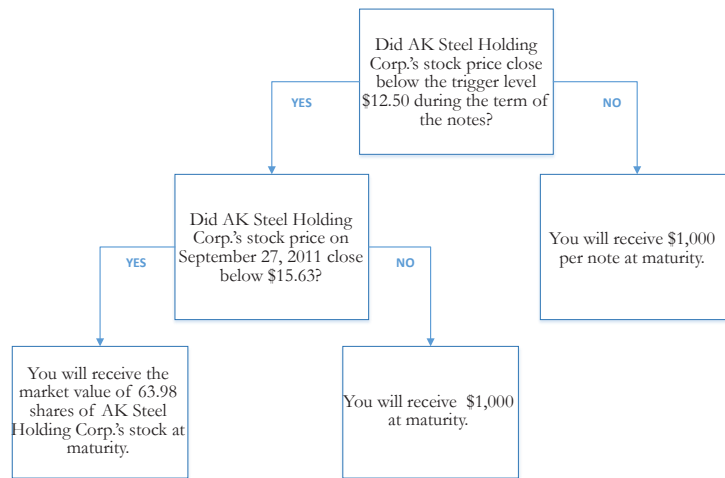 Did AK Steel Holding
Corp.'s stock price close
below the trigger level
$12.50 during the term of
the notes?
YES
NO
Did AK Steel Holding
Corp.'s stock price on
September 27, 2011 close
below $15.63?
You will receive $1,000
per note at maturity.
YES
NO
You will receive the
market value of 63.98
shares of AK Steel
Holding Corp.'s stock at
maturity.
You will receive $1,000
at maturity.